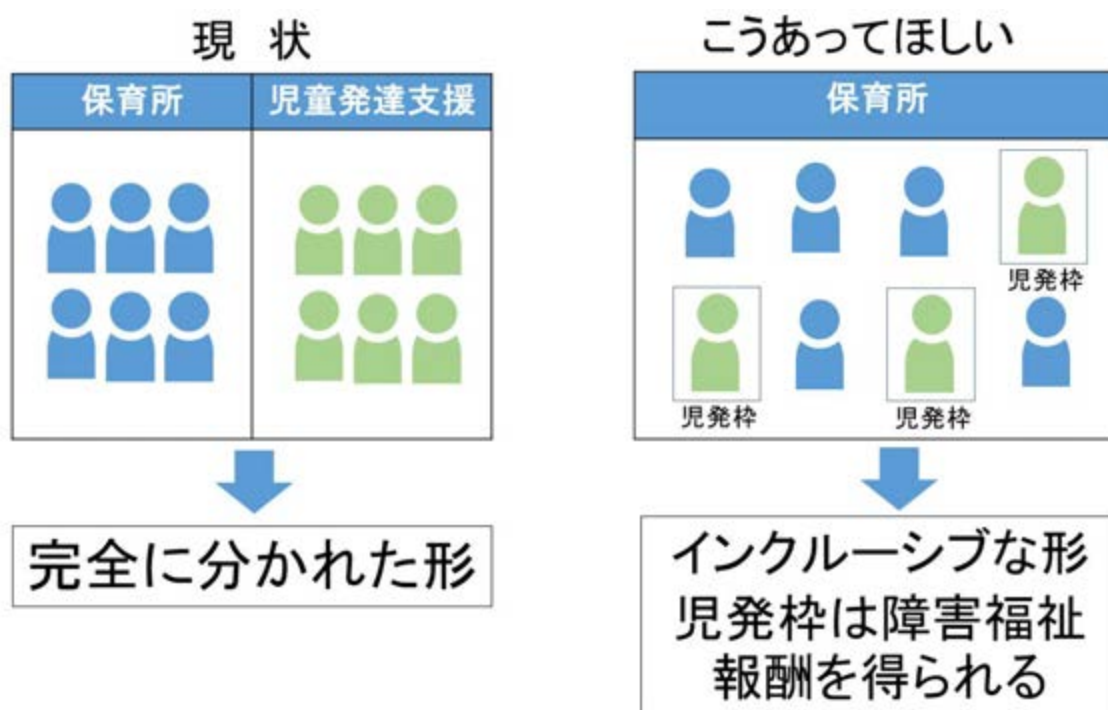 現 状
保育所
児童発達支援
完全に分かれた形
こうあってほしい
保育所
児発枠
児発枠
児発枠
インクルーシブな形
児発枠は障害福祉
報酬を得られる